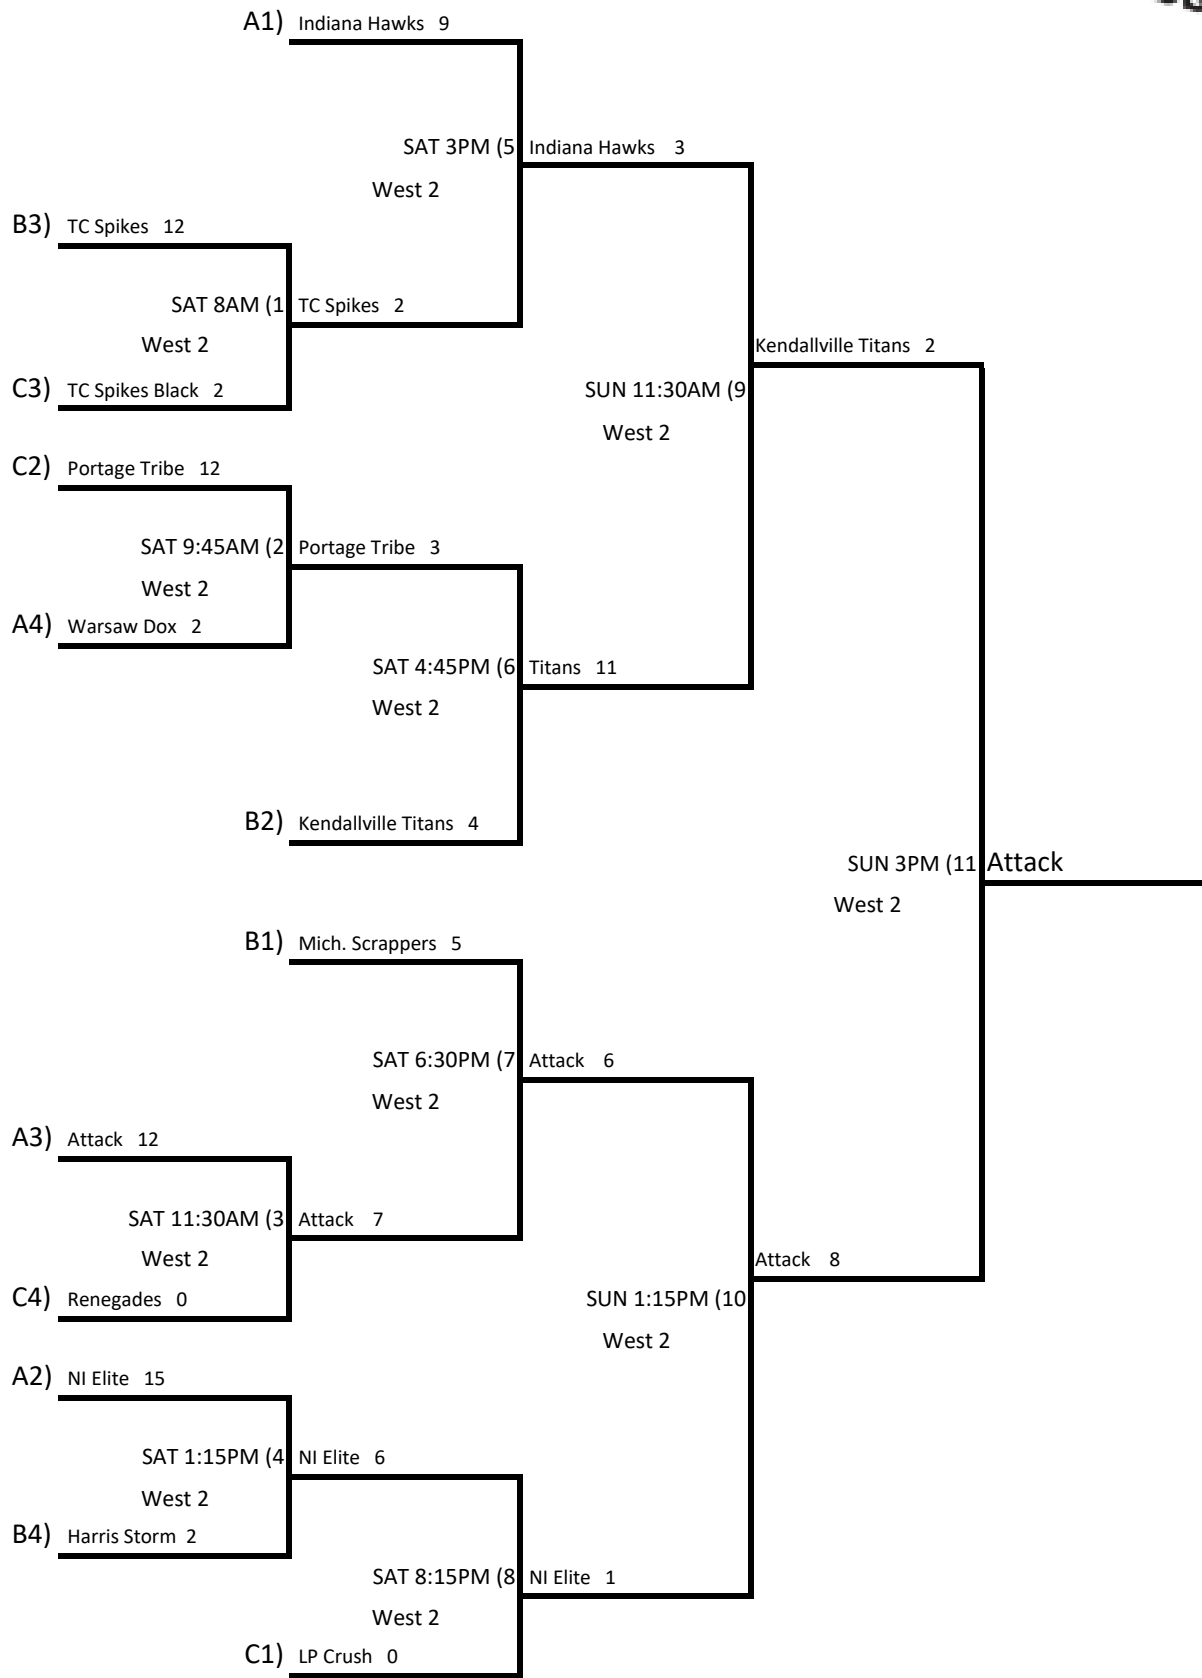 A1) Indiana Hawks 9
SAT 3PM (5 Indiana Hawks 3
West 2
B3) TC Spikes 12
SAT 8AM (1 TC Spikes 2
West 2
Kendallville Titans 2
C3) TC Spikes Black 2
SUN 11:30AM (9
West 2
C2) Portage Tribe 12
SAT 9:45AM (2 Portage Tribe 3
West 2
A4) Warsaw Dox 2
SAT 4:45PM (6 Titans 11
West 2
B2) Kendallville Titans 4
SUN 3PM (11 Attack
West 2
B1) Mich. Scrappers 5
SAT 6:30PM (7 Attack 6
West 2
A3) Attack 12
SAT 11:30AM (3 Attack 7
West 2
Attack 8
C4) Renegades 0
SUN 1:15PM (10
West 2
A2) NI Elite 15
SAT 1:15PM (4 NI Elite 6
West 2
B4) Harris Storm 2
SAT 8:15PM (8 NI Elite 1
West 2
C1) LP Crush 0